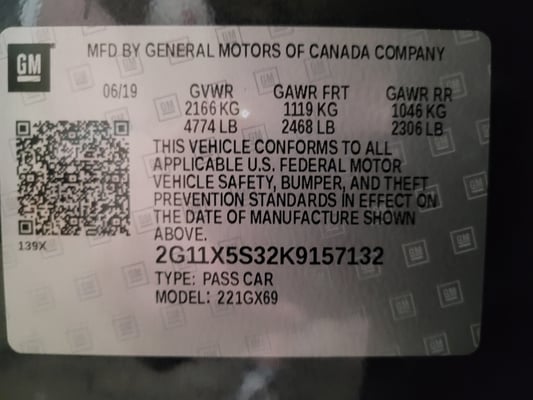 GM
MFD BY GENERAL MOTORS OF CANADA COMPANY
06/19 GVWR GAWR FRT GAWR RR
2166 KG 1119 KG 1046 KG
4774 LB 2468 LB 2306 LB
THIS VEHICLE CONFORMS TO ALL
APPLICABLE U.S. FEDERAL MOTOR
VEHICLE SAFETY, BUMPER, AND THEFT
PREVENTION STANDARDS IN EFFECT ON
THE DATE OF MANUFACTURE SHOWN
ABOVE.
139X
2G11X5S32K9157132
TYPE: PASS CAR
MODEL: 221GX69